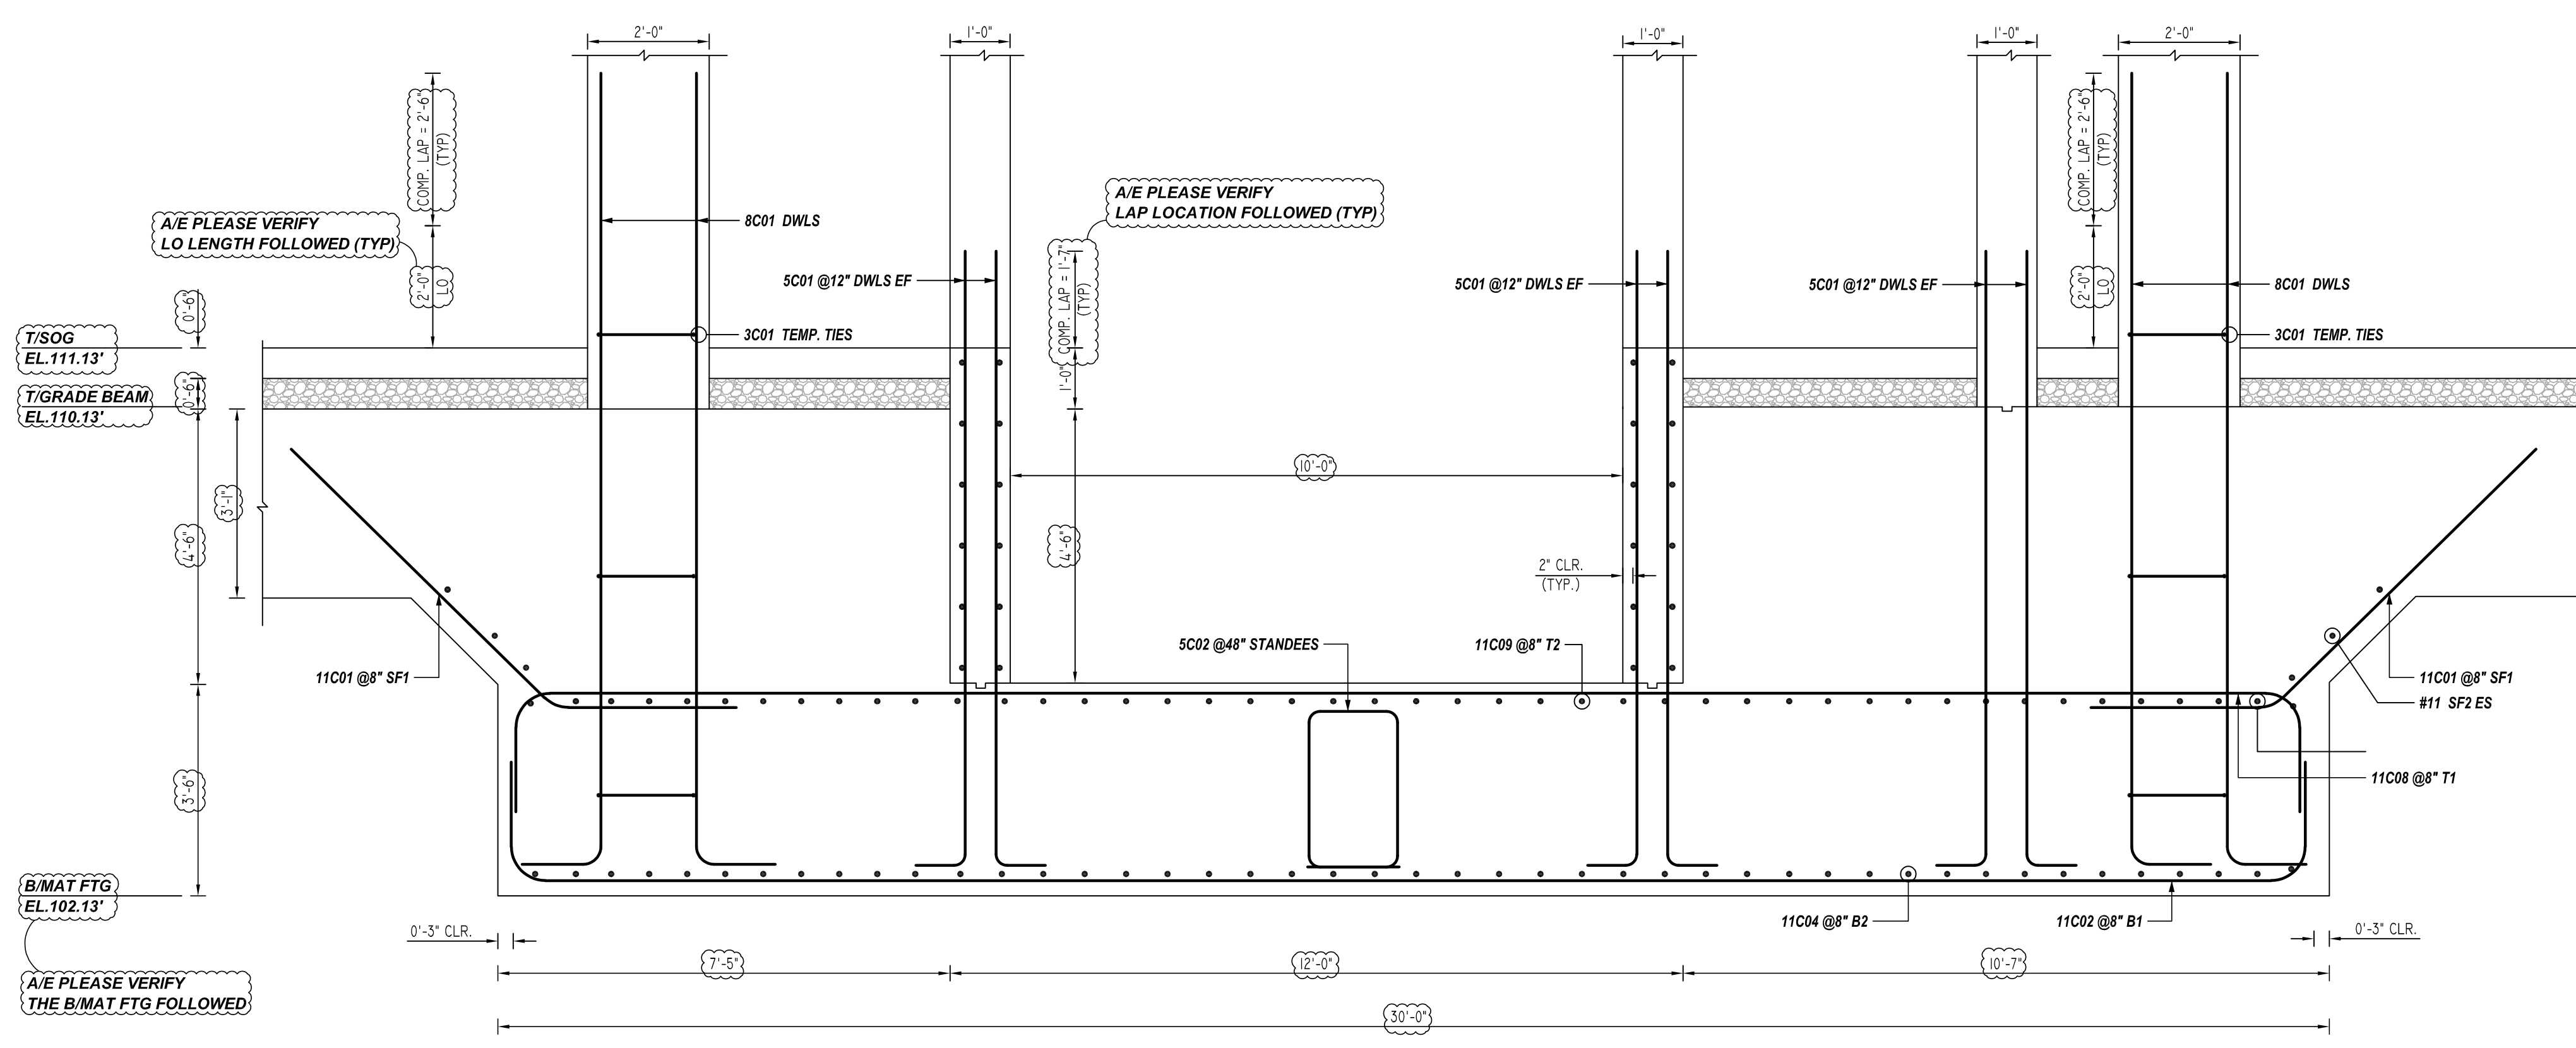 2'-0"
1'-0"
1'-0"
1'-0"
2'-0"
COMP. LAP = 2'-6"
(TYP)
COMP. LAP = 2'-6"
(TYP)
A/E PLEASE VERIFY
LO LENGTH FOLLOWED (TYP)
A/E PLEASE VERIFY
LAP LOCATION FOLLOWED (TYP)
8C01 DWLS
5C01 @12" DWLS EF
5C01 @12" DWLS EF
5C01 @12" DWLS EF
8C01 DWLS
2'-0"
LO
2'-0"
LO
COMP. LAP = 1'-7"
(TYP)
1'-0"
0'-6"
3C01 TEMP. TIES
3C01 TEMP. TIES
T/SOG
EL.111.13'
0'-6"
T/GRADE BEAM
EL.110.13'
10'-0"
3'-1"
4'-6"
4'-6"
2" CLR.
(TYP.)
5C02 @48" STANDEES
11C09 @8" T2
11C01 @8" SF1
11C01 @8" SF1
#11 SF2 ES
11C08 @8" T1
3'-6"
B/MAT FTG
EL.102.13'
11C04 @8" B2
11C02 @8" B1
0'-3" CLR.
0'-3" CLR.
7'-5"
12'-0"
10'-7"
A/E PLEASE VERIFY
THE B/MAT FTG FOLLOWED
30'-0"